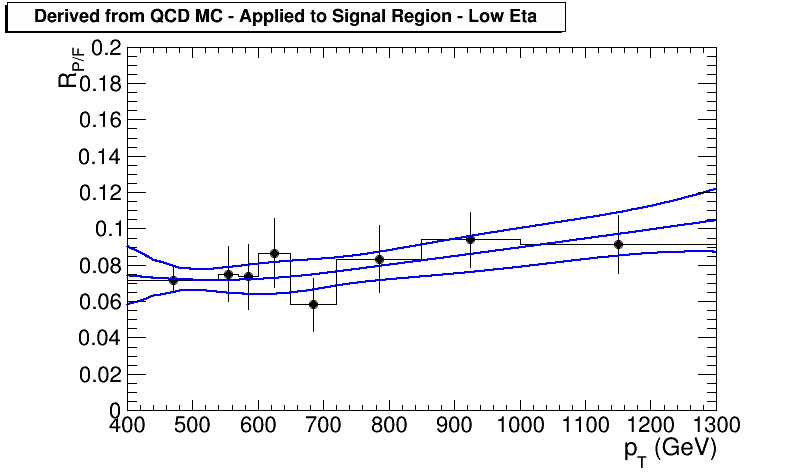 Derived from QCD MC - Applied to Signal Region - Low Eta
R_P/F
0.2
0.18
0.16
0.14
0.12
0.1
0.08
0.06
0.04
0.02
0
400 500 600 700 800 900 1000 1100 1200 1300
p_T (GeV)